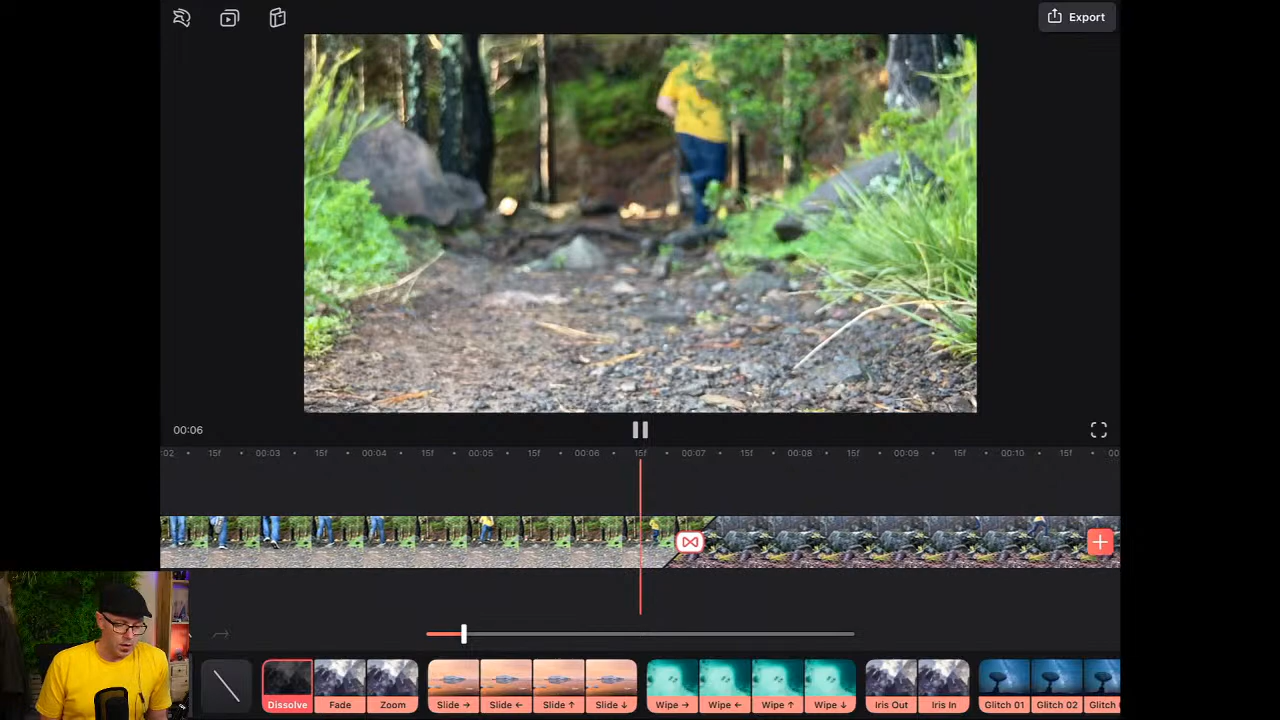 Export
00:06
:02 15f 00:03 15f 00:04 15f 00:05 15f 00:06 15f 00:07 15f 00:08 15f 00:09 15f 00:10 15f 00
Dissolve Fade Zoom Slide → Slide ← Slide ↑ Slide ↓ Wipe → Wipe ← Wipe ↑ Wipe ↓ Iris Out Iris In Glitch 01 Glitch 02 Glitch